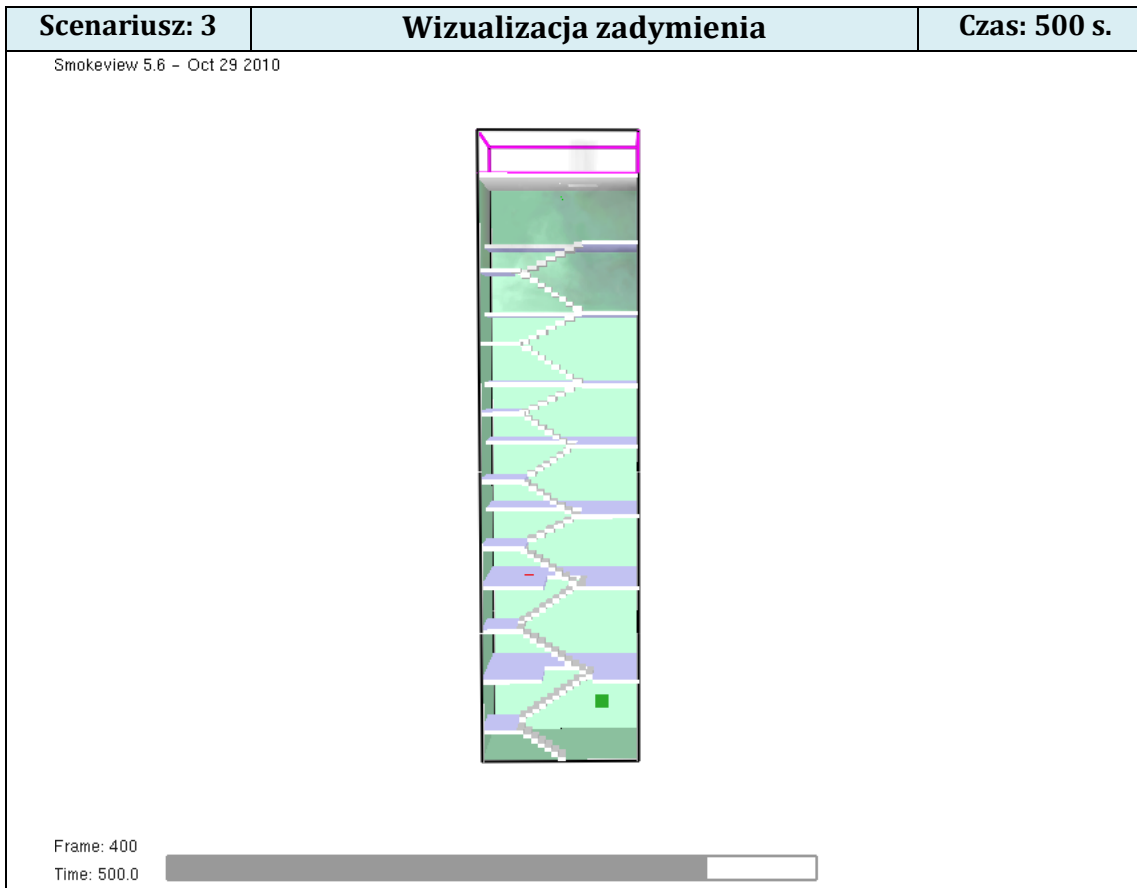 Scenariusz: 3 Wizualizacja zadymienia Czas: 500 s.
Smokeview 5.6 – Oct 29 2010
Frame: 400
Time: 500.0